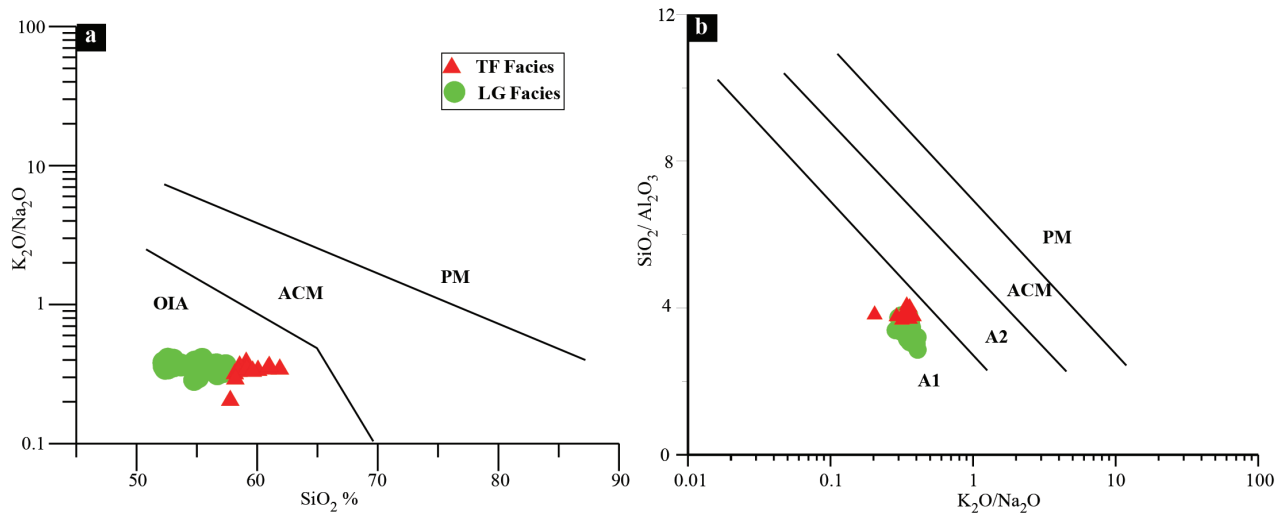 a
100
10
1
0.1
K₂O/Na₂O
TF Facies
LG Facies
OIA
ACM
PM
50
60
70
80
90
SiO₂ %
b
12
8
4
0
SiO₂/ Al₂O₃
PM
ACM
A2
A1
0.01
0.1
1
10
100
K₂O/Na₂O